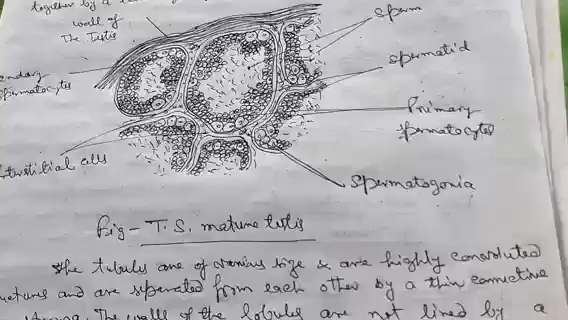 together by a
wall of
The Testis
Sperm
spermatid
spermatocytes
Primary
spermatocytes
interstitial cells
Spermatogonia
Fig - T.S. mature testis
The tubules are of various size & are highly convoluted
and are separated from each other by a thin connective
The walls of the lobules are not lined by a